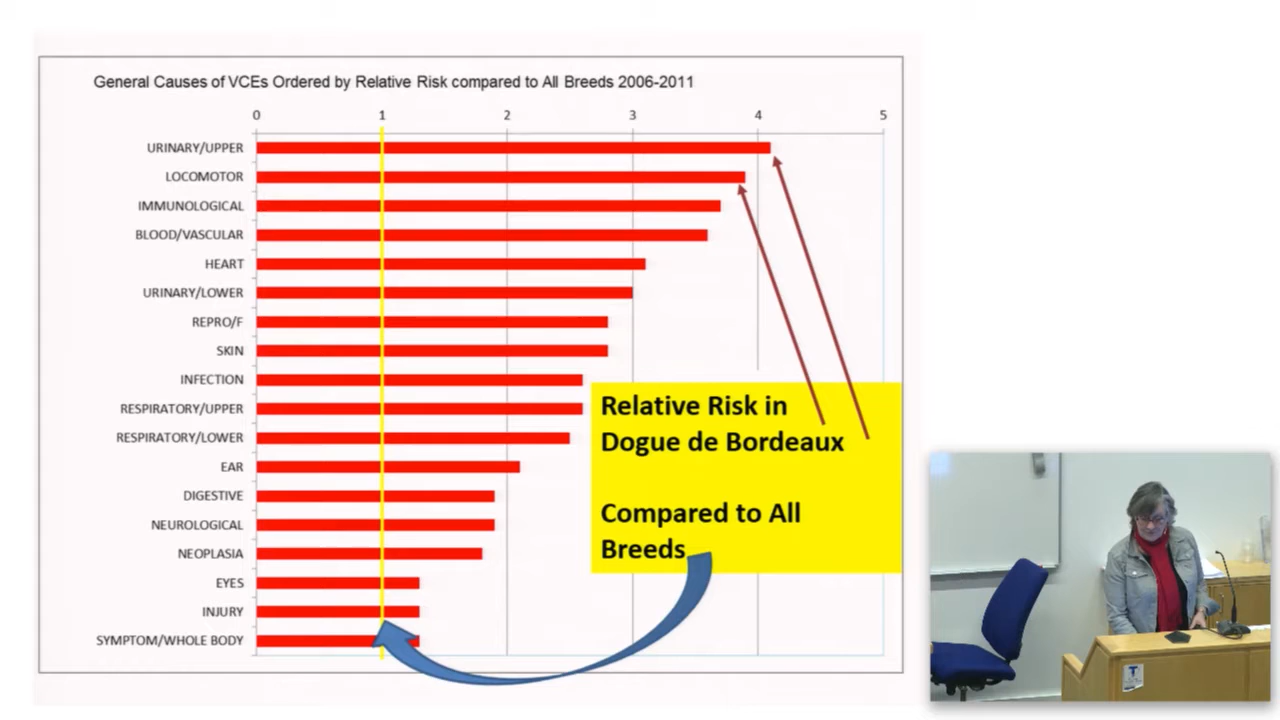 General Causes of VCEs Ordered by Relative Risk compared to All Breeds 2006-2011
0 1 2 3 4 5
URINARY/UPPER
LOCOMOTOR
IMMUNOLOGICAL
BLOOD/VASCULAR
HEART
URINARY/LOWER
REPRO/F
SKIN
INFECTION
RESPIRATORY/UPPER
RESPIRATORY/LOWER
EAR
DIGESTIVE
NEUROLOGICAL
NEOPLASIA
EYES
INJURY
SYMPTOM/WHOLE BODY
Relative Risk in
Dogue de Bordeaux
Compared to All
Breeds